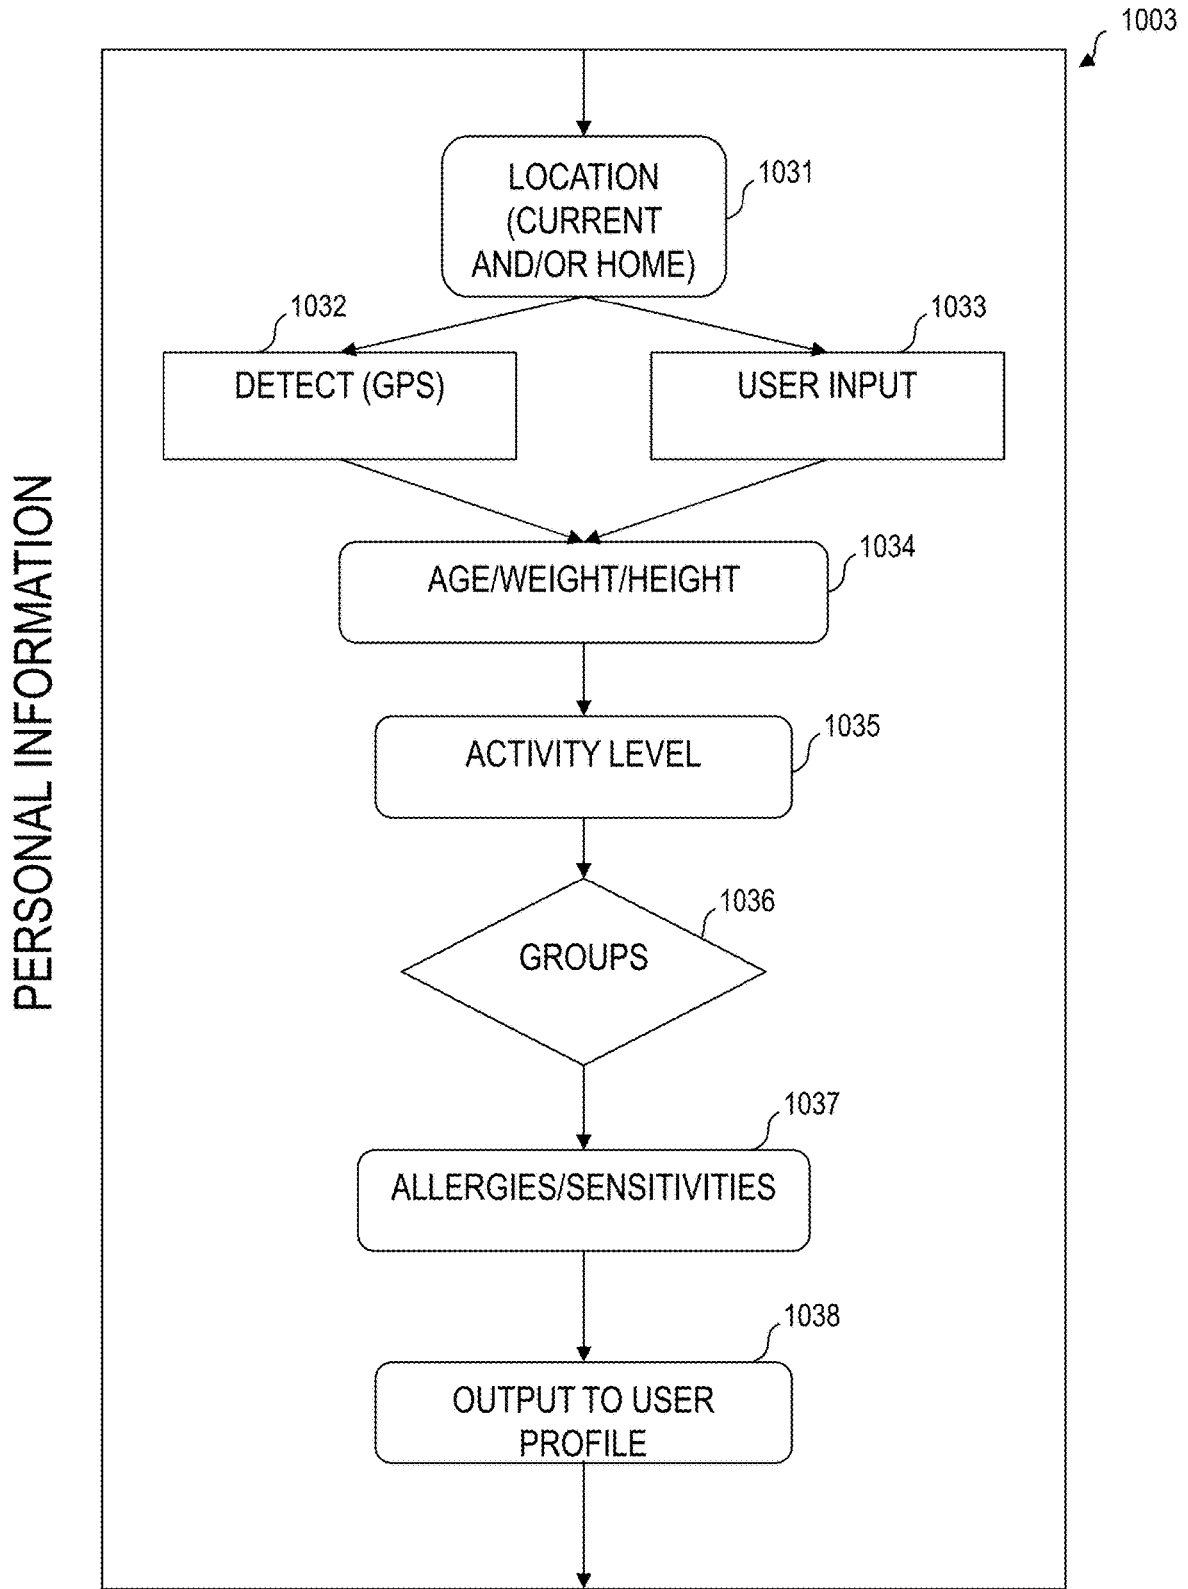 1003
PERSONAL INFORMATION
LOCATION
(CURRENT
AND/OR HOME)
1031
1032
1033
DETECT (GPS)
USER INPUT
1034
AGE/WEIGHT/HEIGHT
1035
ACTIVITY LEVEL
1036
GROUPS
1037
ALLERGIES/SENSITIVITIES
1038
OUTPUT TO USER
PROFILE